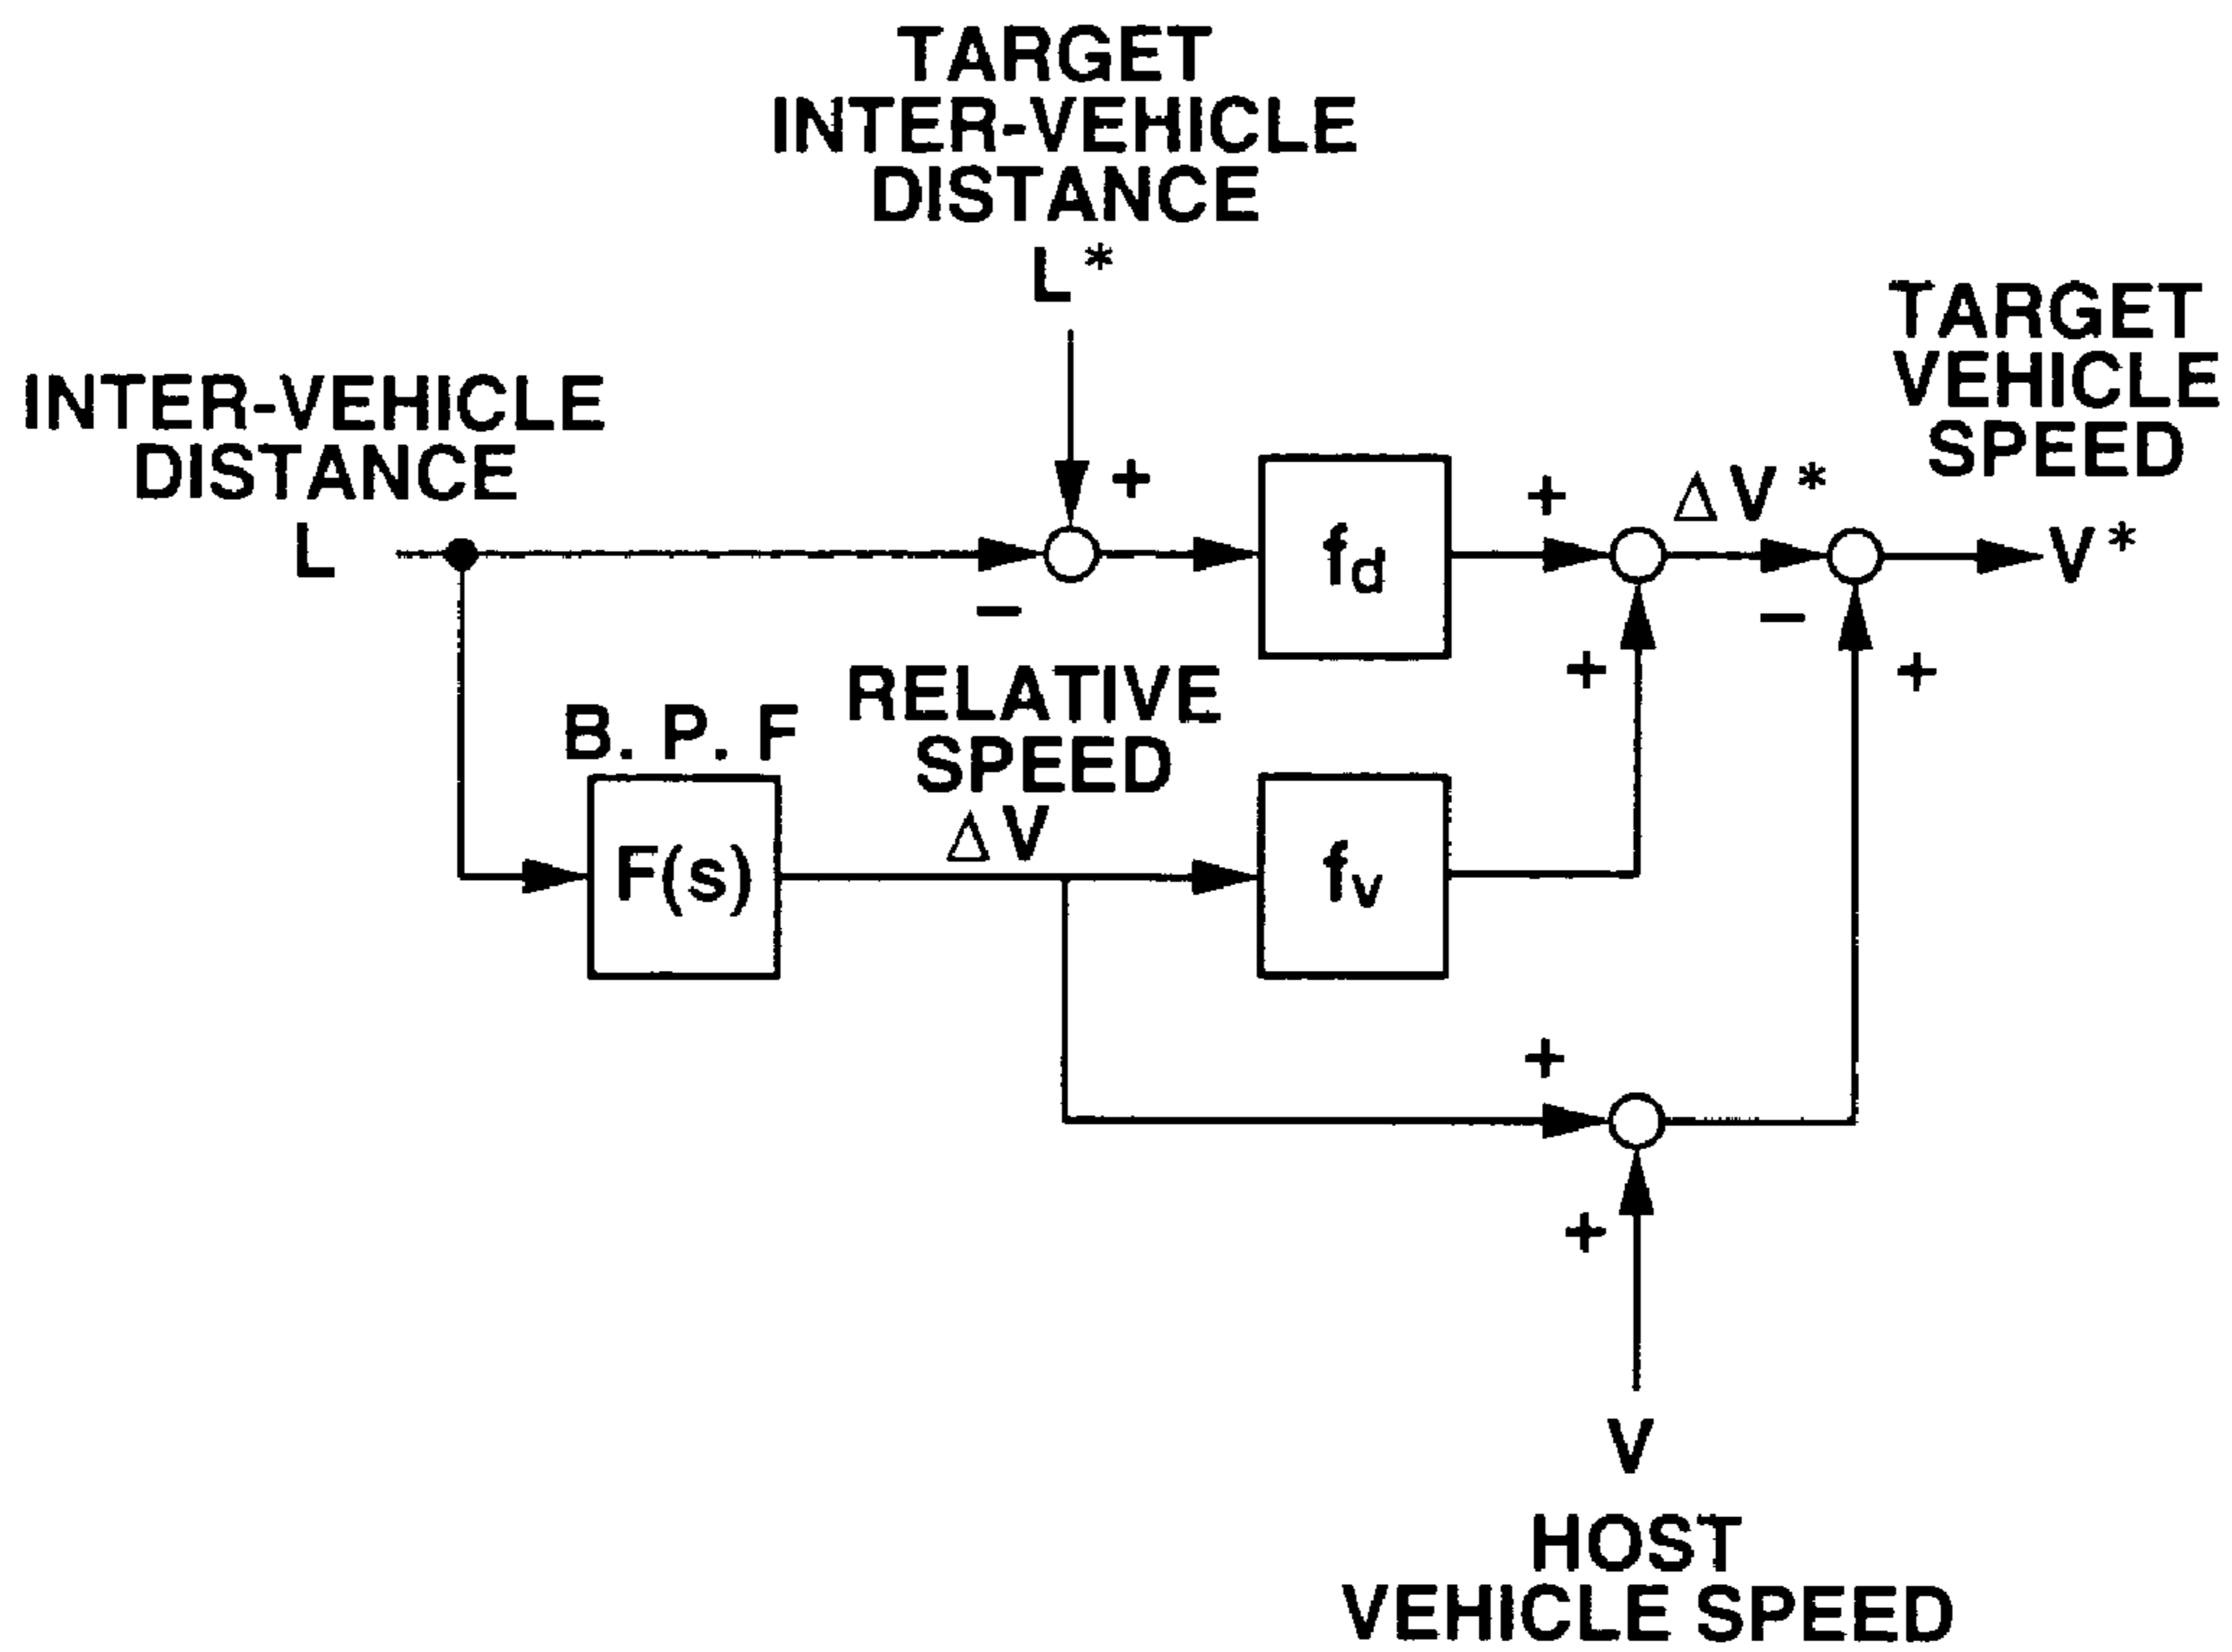 TARGET
INTER-VEHICLE
DISTANCE
L*
TARGET
VEHICLE
SPEED
INTER-VEHICLE
DISTANCE
L
+
−
fd
+
+
ΔV*
−
+
V*
B. P. F
F(s)
RELATIVE
SPEED
ΔV
fv
+
+
V
HOST
VEHICLE SPEED